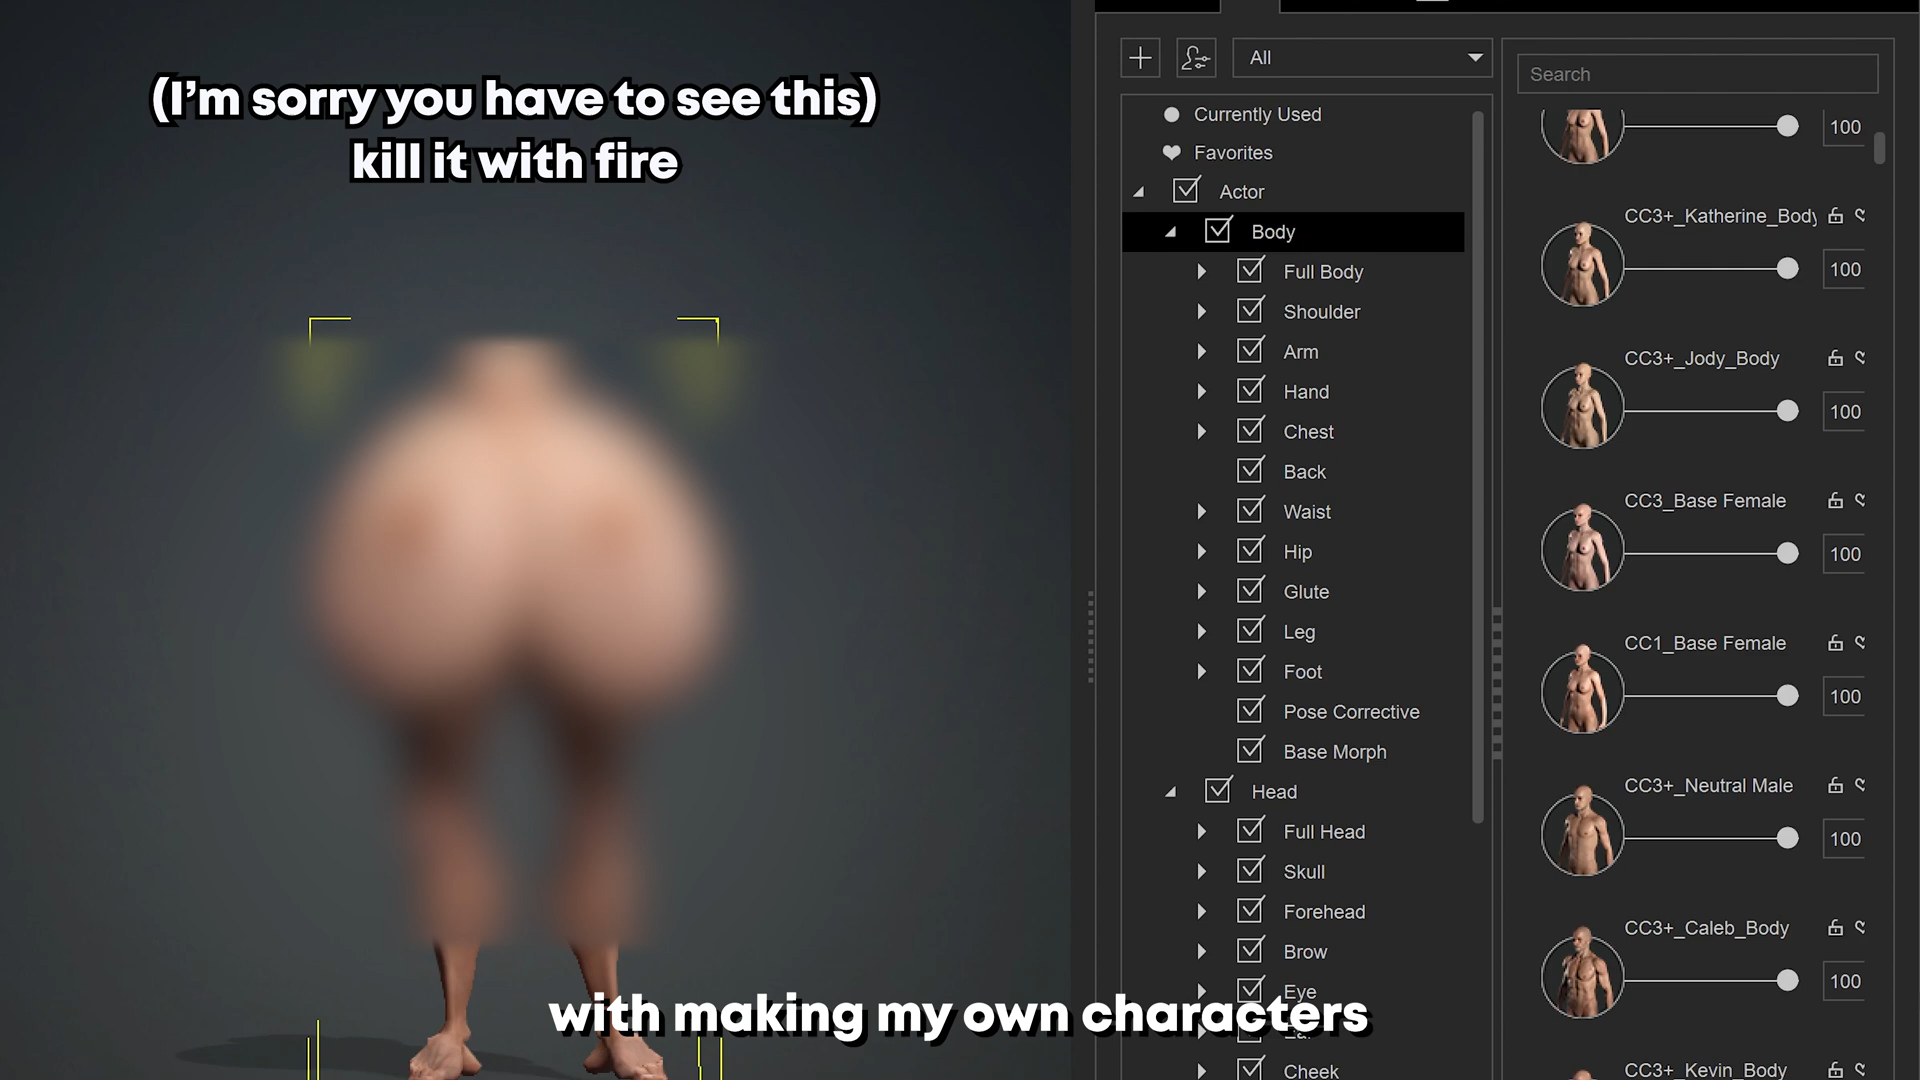 (I'm sorry you have to see this)
kill it with fire
All
Currently Used
Favorites
Actor
Body
Full Body
Shoulder
Arm
Hand
Chest
Back
Waist
Hip
Glute
Leg
Foot
Pose Corrective
Base Morph
Head
Full Head
Skull
Forehead
Brow
Eye
Cheek
Search
100
CC3+_Katherine_Body
100
CC3+_Jody_Body
100
CC3_Base Female
100
CC1_Base Female
100
CC3+_Neutral Male
100
CC3+_Caleb_Body
100
CC3+_Kevin_Body
with making my own characters